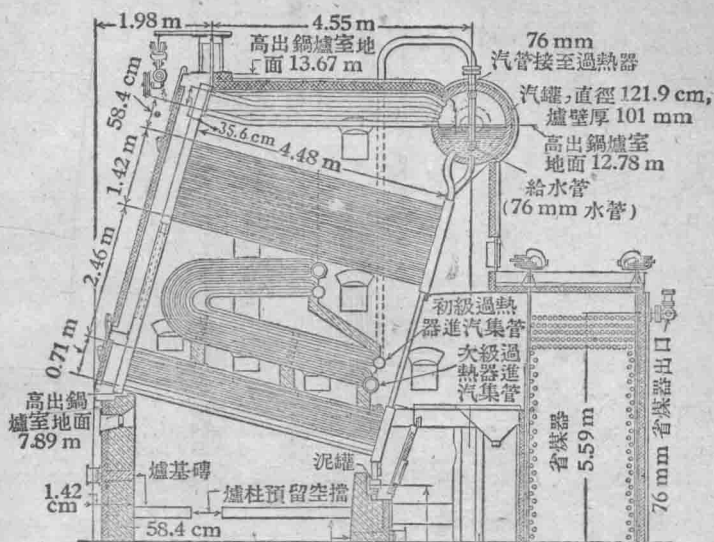 1.98 m
4.55 m
高出鍋爐室地
面 13.67 m
76 mm
汽管接至過熱器
汽罐,直徑 121.9 cm,
爐壁厚 101 mm
高出鍋爐室
地面 12.78 m
給水管
(76 mm 水管)
58.4 cm
35.6 cm
4.48 m
1.42 m
2.46 m
0.71 m
初級過熱
器進汽集管
次級過
熱器進
汽集管
高出鍋
爐室地面
7.89 m
泥罐
爐基磚
1.42
cm
爐柱預留空擋
58.4 cm
省煤器
5.59 m
76 mm 省煤器出口